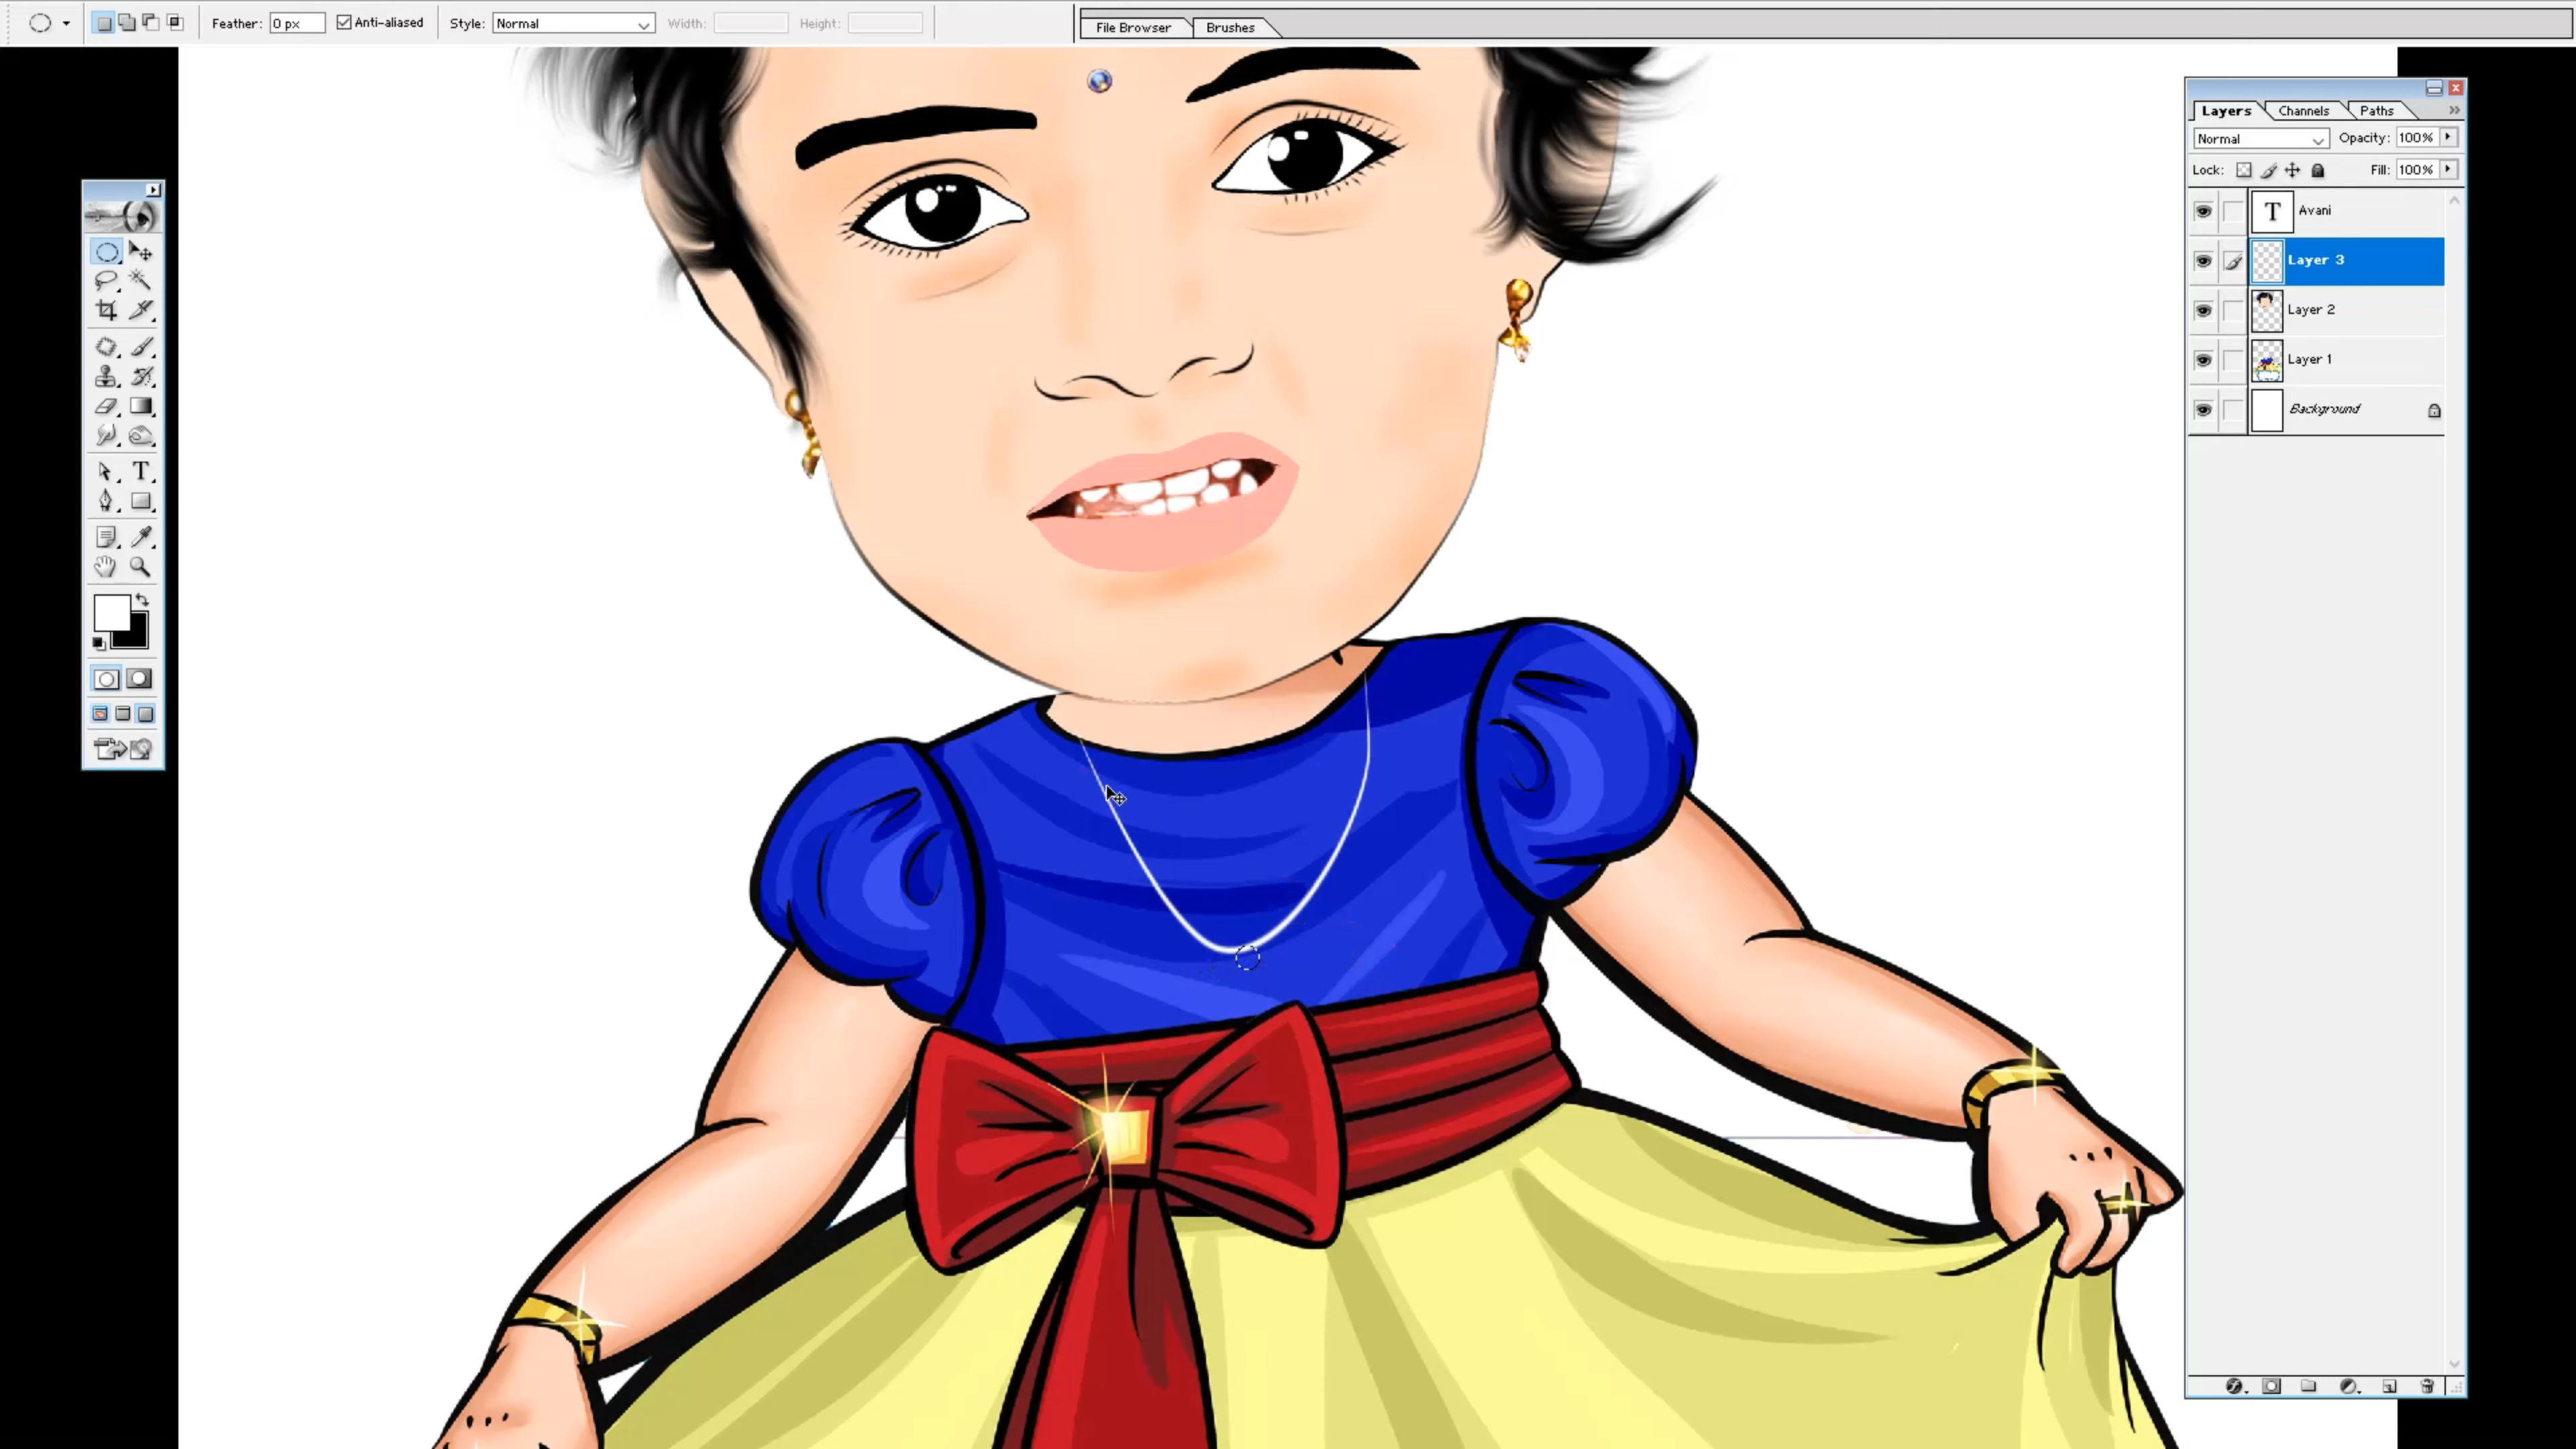 Feather: 0 px Anti-aliased Style: Normal Width: Height: File Browser Brushes
Layers Channels Paths
Normal Opacity: 100%
Lock: Fill: 100%
T Avani
Layer 3
Layer 2
Layer 1
Background
T